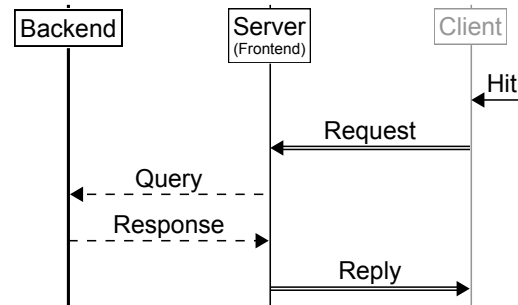 Backend
Server
(Frontend)
Client
Hit
Request
Query
Response
Reply